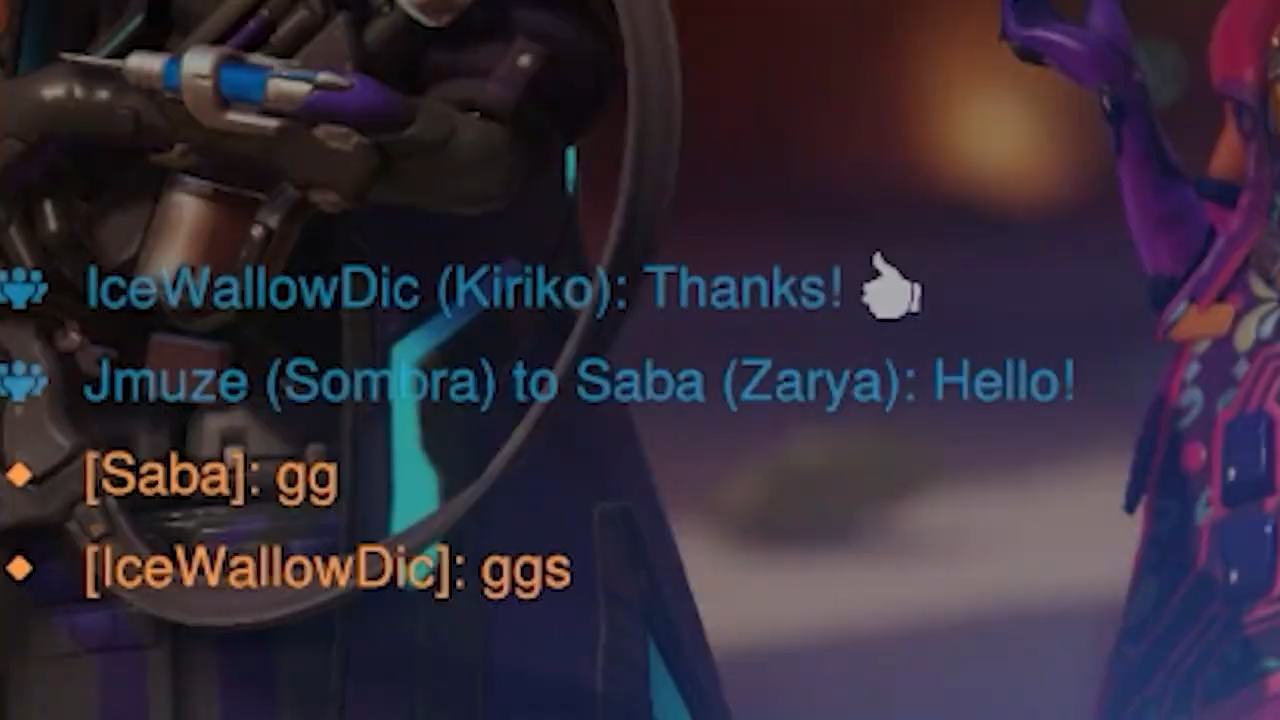 IceWallowDic (Kiriko): Thanks! 👍
Jmuze (Sombra) to Saba (Zarya): Hello!
[Saba]: gg
[IceWallowDic]: ggs